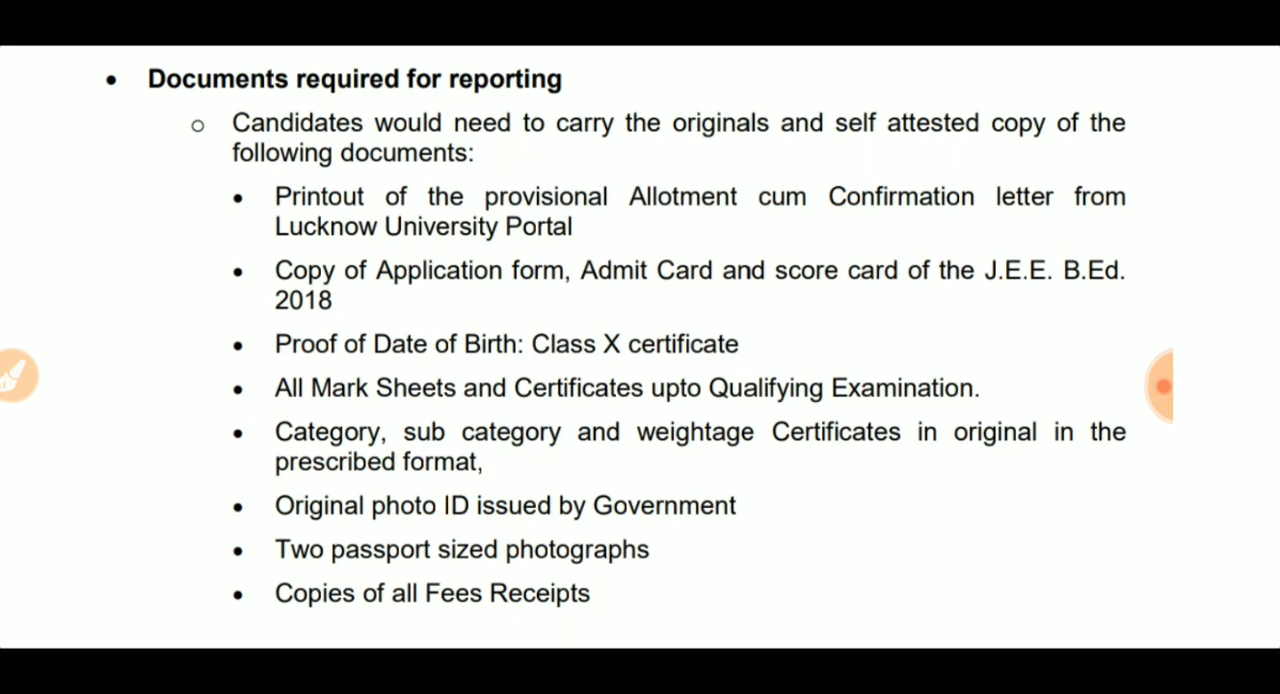 • Documents required for reporting
o Candidates would need to carry the originals and self attested copy of the
following documents:
• Printout of the provisional Allotment cum Confirmation letter from
Lucknow University Portal
• Copy of Application form, Admit Card and score card of the J.E.E. B.Ed.
2018
• Proof of Date of Birth: Class X certificate
• All Mark Sheets and Certificates upto Qualifying Examination.
• Category, sub category and weightage Certificates in original in the
prescribed format,
• Original photo ID issued by Government
• Two passport sized photographs
• Copies of all Fees Receipts